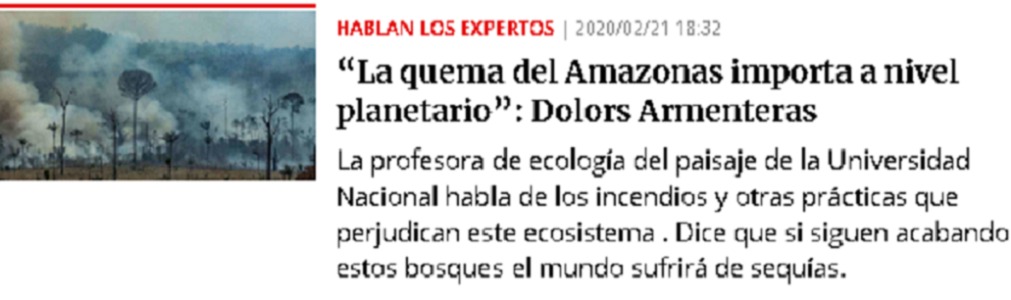 HABLAN LOS EXPERTOS | 2020/02/21 18:32
“La quema del Amazonas importa a nivel
planetario”: Dolors Armenteras
La profesora de ecología del paisaje de la Universidad
Nacional habla de los incendios y otras prácticas que
perjudican este ecosistema . Dice que si siguen acabando
estos bosques el mundo sufrirá de sequías.